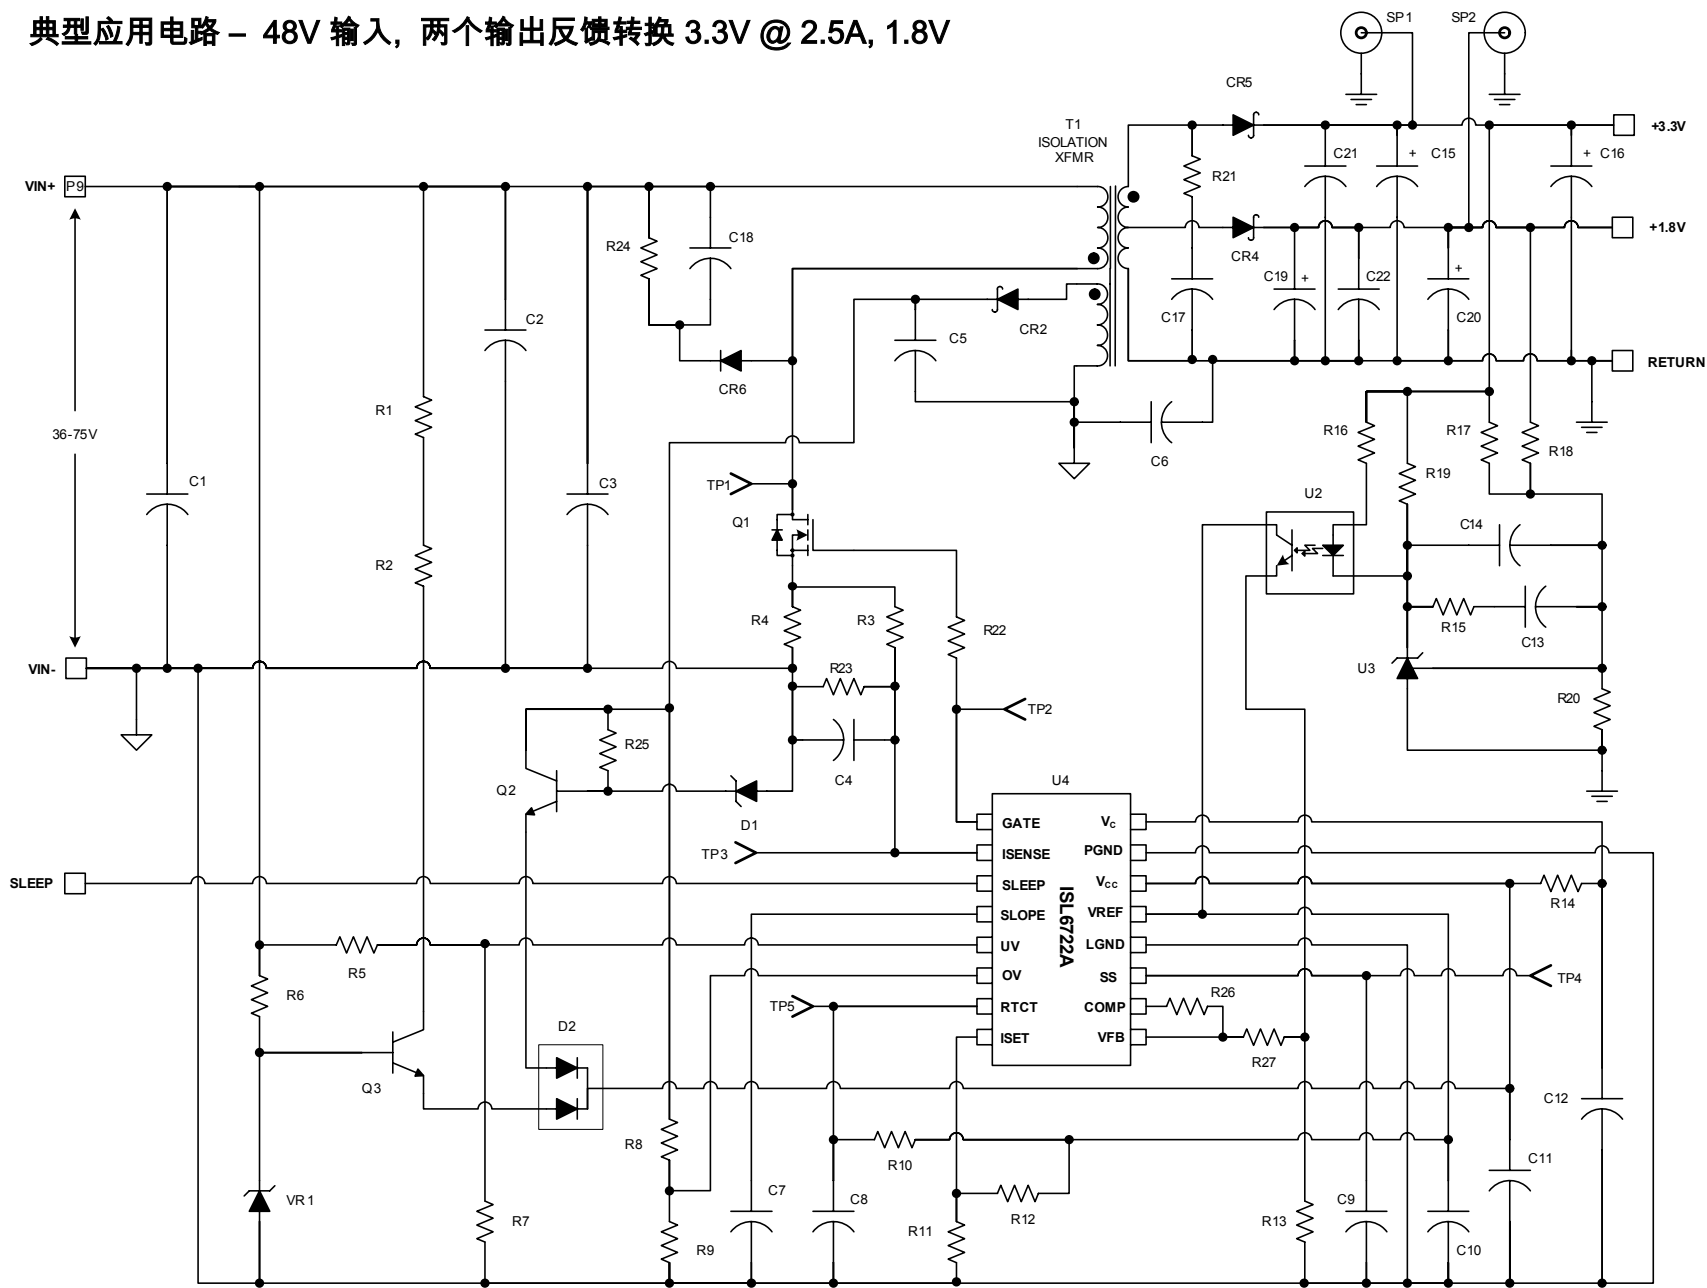 典型应用电路 – 48V 输入, 两个输出反馈转换 3.3V @ 2.5A, 1.8V
SP1
SP2
CR5
T1
ISOLATION
XFMR
+3.3V
C21
+
C15
+
C16
R21
VIN+
P9
+1.8V
R24
C18
CR4
C19
+
C22
+
C20
C17
CR2
C2
C5
CR6
RETURN
R1
36-75V
R16
R17
R18
C6
R19
TP1
C1
C3
U2
Q1
C14
R2
R4
R3
R22
R15
C13
VIN-
R23
U3
R20
TP2
R25
C4
Q2
U4
D1
GATE
VC
TP3
ISENSE
PGND
SLEEP
SLEEP
VCC
R14
SLOPE
VREF
ISL6722A
UV
LGND
R5
OV
SS
TP4
R6
R26
TP5
RTCT
COMP
D2
ISET
VFB
R27
Q3
C12
R8
R10
C11
VR1
C7
C8
R12
C9
R7
R9
R11
R13
C10